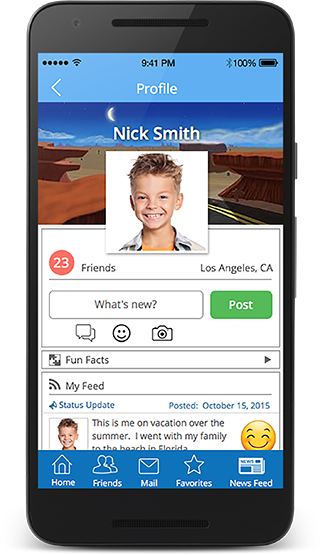 9:41 PM
100%
Profile
Nick Smith
23
Friends
Los Angeles, CA
What's new?
Post
Fun Facts
My Feed
Status Update
Posted: October 15, 2015
This is me on vacation over the
summer. I went with my family
to the beach in Florida
NEWS
Home
Friends
Mail
Favorites
News Feed